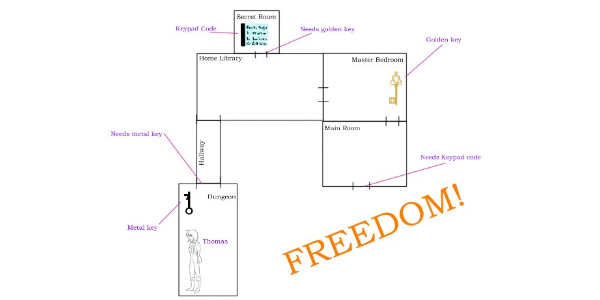 Secret Room
Keypad Code
Needs golden key
Home Library
Master Bedroom
Golden key
Needs metal key
Hallway
Main Room
Needs Keypad code
Dungeon
Metal key
Thomas
FREEDOM!